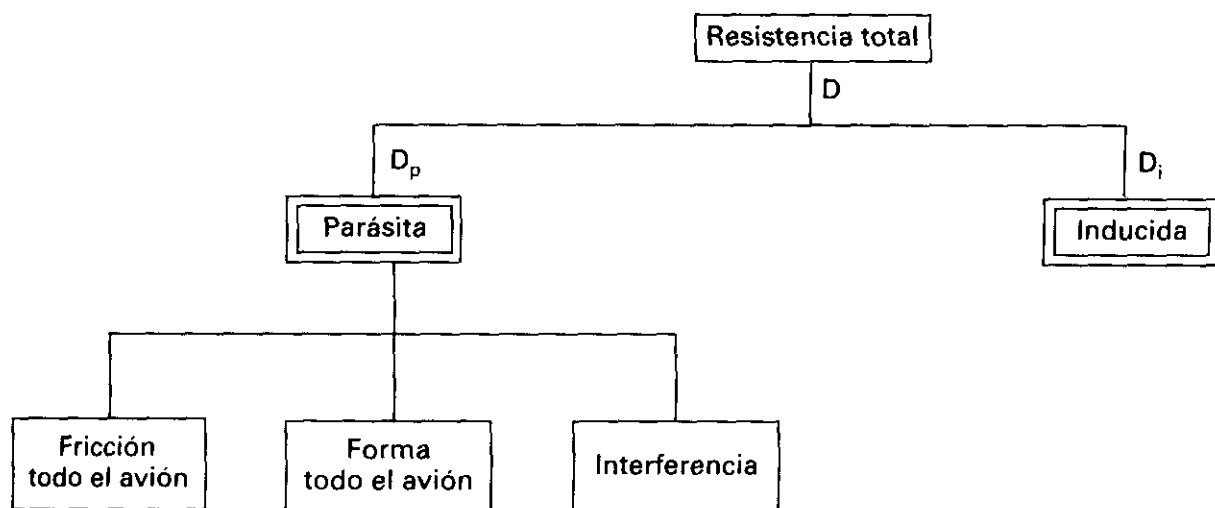 Resistencia total
D
Dₚ
Dᵢ
Parásita
Inducida
Fricción
todo el avión
Forma
todo el avión
Interferencia